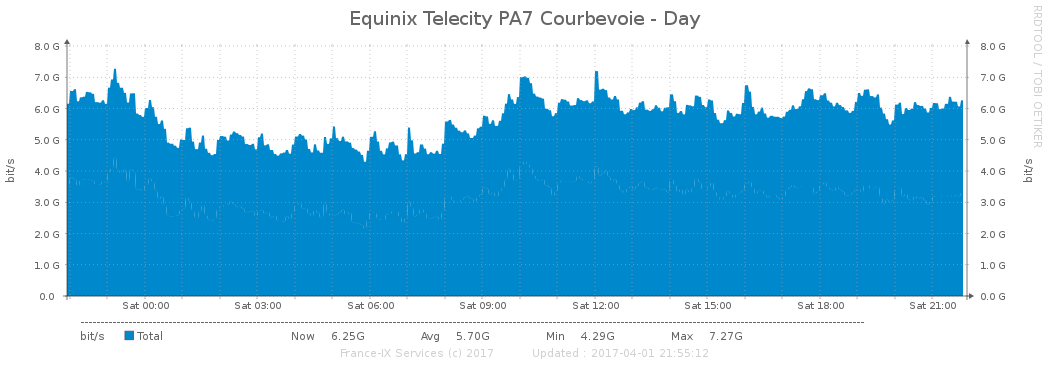 Equinix Telecity PA7 Courbevoie - Day
RRDTOOL / TOBI OETIKER
8.0 G 8.0 G
7.0 G 7.0 G
6.0 G 6.0 G
5.0 G 5.0 G
4.0 G 4.0 G
3.0 G 3.0 G
2.0 G 2.0 G
1.0 G 1.0 G
0.0 0.0 G
bit/s bit/s
Sat 00:00 Sat 03:00 Sat 06:00 Sat 09:00 Sat 12:00 Sat 15:00 Sat 18:00 Sat 21:00
bit/s Total Now 6.25G Avg 5.70G Min 4.29G Max 7.27G
France-IX Services (c) 2017 Updated : 2017-04-01 21:55:12